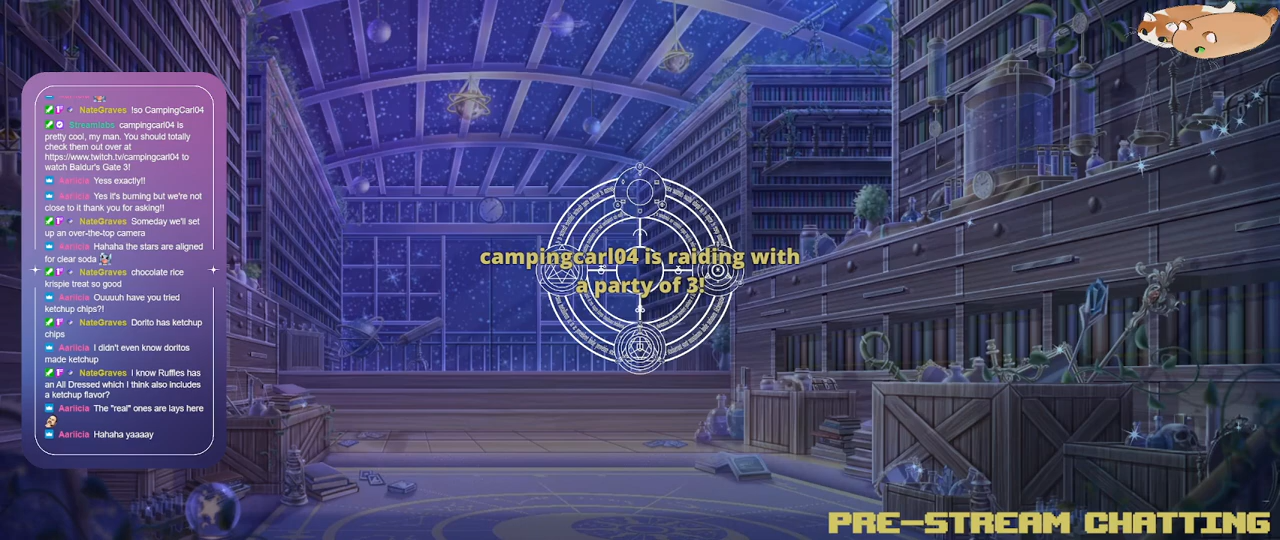 NateGraves !so CampingCarl04
Streamlabs campingcarl04 is
pretty cool, my man. You should totally
check them out over at
https://www.twitch.tv/campingcarl04 to
watch Baldur's Gate 3!
Aariicia Yess exactly!!
Aariicia Yes it's burning but we're not
close to it thank you for asking!!
NateGraves Someday we'll set
up an over-the-top camera
Aariicia Hahaha the stars are aligned
for clear soda
NateGraves chocolate rice
krispie treat so good
Aariicia Ouuuuh have you tried
ketchup chips?!
NateGraves Dorito has ketchup
chips
Aariicia I didn't even know doritos
made ketchup
NateGraves I know Ruffles has
an All Dressed which I think also includes
a ketchup flavor?
Aariicia The "real" ones are lays here
Aariicia Hahaha yaaaay
campingcarl04 is raiding with
a party of 3!
PRE-STREAM CHATTING